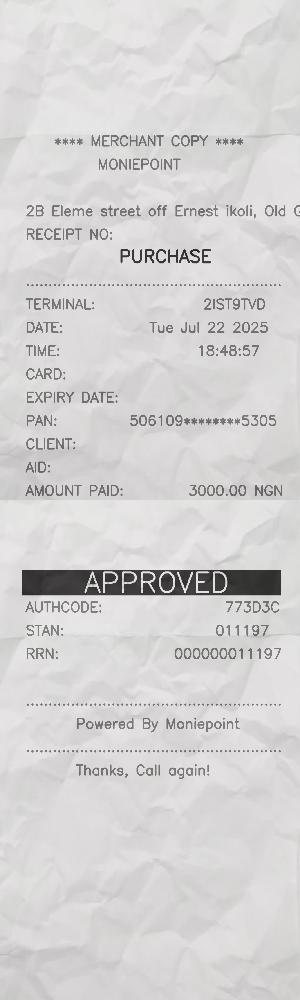 **** MERCHANT COPY ****
MONIEPOINT
2B Eleme street off Ernest ikoli, Old G
RECEIPT NO:
PURCHASE
TERMINAL: 2IST9TVD
DATE: Tue Jul 22 2025
TIME: 18:48:57
CARD:
EXPIRY DATE:
PAN: 506109********5305
CLIENT:
AID:
AMOUNT PAID: 3000.00 NGN
APPROVED
AUTHCODE: 773D3C
STAN: 011197
RRN: 000000011197
Powered By Moniepoint
Thanks, Call again!